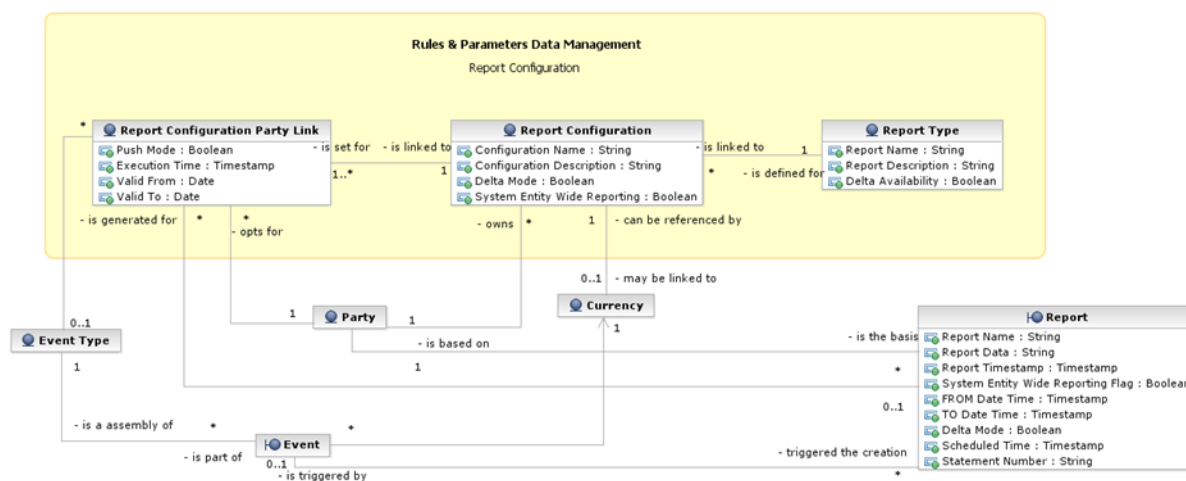 Rules & Parameters Data Management
Report Configuration
*
Report Configuration Party Link
Push Mode : Boolean
Execution Time : Timestamp
Valid From : Date
Valid To : Date
- is set for
- is linked to
1..*
1
Report Configuration
Configuration Name : String
Configuration Description : String
Delta Mode : Boolean
System Entity Wide Reporting : Boolean
- is linked to
1
*
- is defined for
Report Type
Report Name : String
Report Description : String
Delta Availability : Boolean
- is generated for
*
*
- opts for
- owns
*
1
- can be referenced by
0..1
- may be linked to
0..1
Event Type
1
1
Party
1
Currency
1
- is based on
1
- is the basis
*
0..1
Report
Report Name : String
Report Data : String
Report Timestamp : Timestamp
System Entity Wide Reporting Flag : Boolean
FROM Date Time : Timestamp
TO Date Time : Timestamp
Delta Mode : Boolean
Scheduled Time : Timestamp
Statement Number : String
- is a assembly of
*
- is part of
Event
*
0..1
- is triggered by
- triggered the creation
*